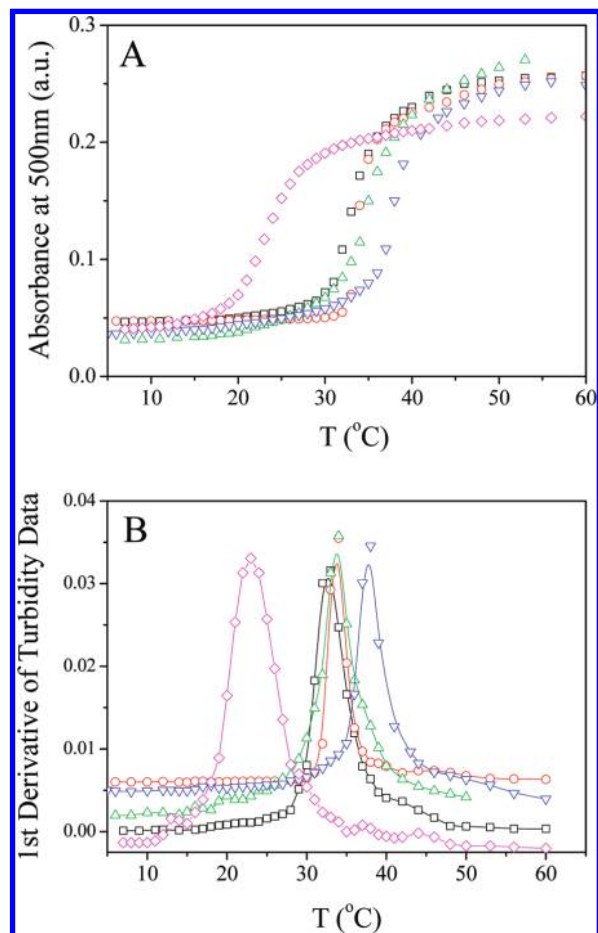 A
0.3
0.2
0.1
0.0
Absorbance at 500nm (a.u.)
10 20 30 40 50 60
T (°C)
B
0.04
0.03
0.02
0.01
0.00
1st Derivative of Turbidity Data
10 20 30 40 50 60
T (°C)